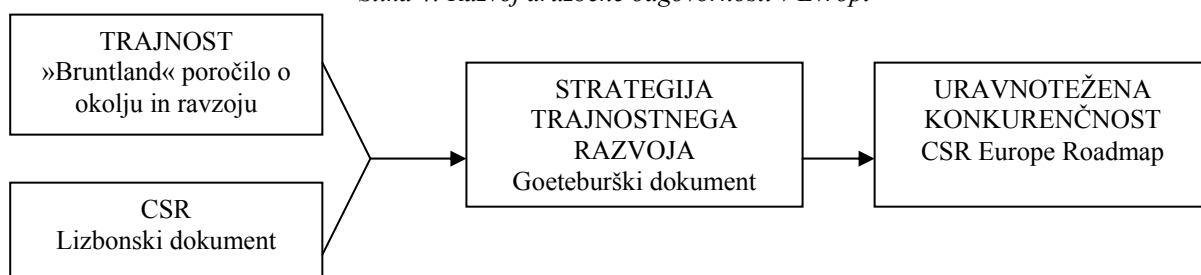 TRAJNOST
»Bruntland« poročilo o
okolju in ravzoju
CSR
Lizbonski dokument
STRATEGIJA
TRAJNOSTNEGA
RAZVOJA
Goeteburški dokument
URAVNOTEŽENA
KONKURENČNOST
CSR Europe Roadmap